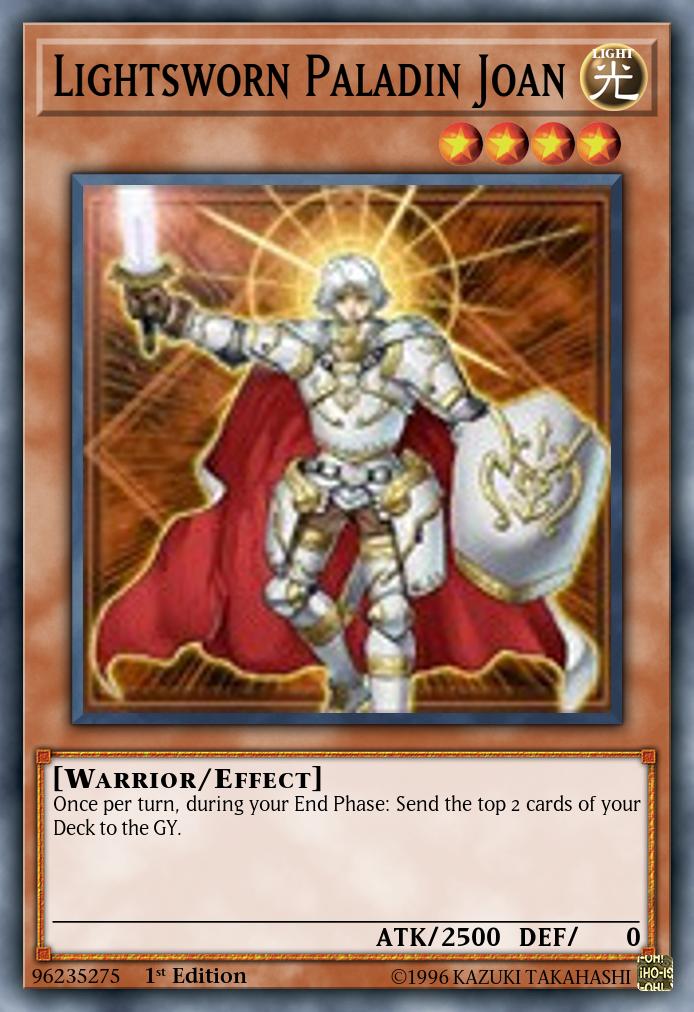 Lightsworn Paladin Joan
LIGHT
光
[Warrior/Effect]
Once per turn, during your End Phase: Send the top 2 cards of your
Deck to the GY.
ATK/2500 DEF/ 0
96235275 1st Edition ©1996 KAZUKI TAKAHASHI